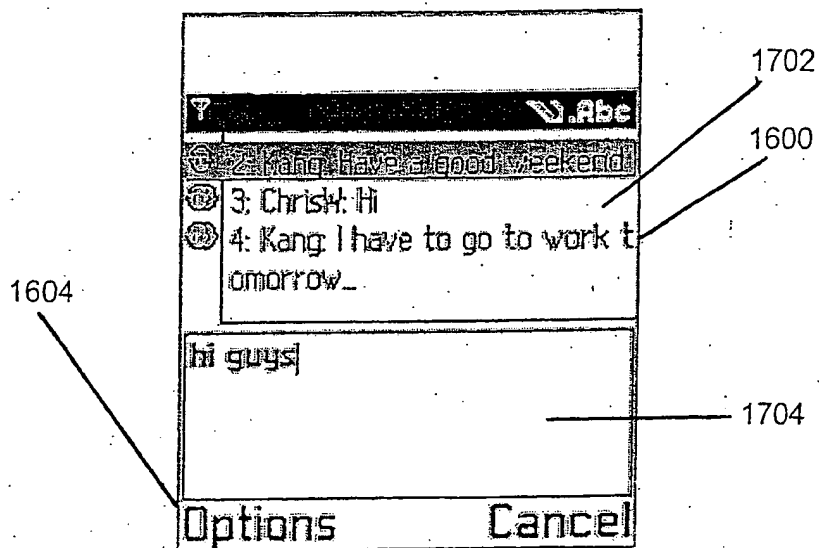 1702
.Abc
1600
2: Kang: Have a good weekend.
3: ChrisW: Hi
4: Kang: I have to go to work t
omorrow...
1604
hi guys
1704
Options Cancel